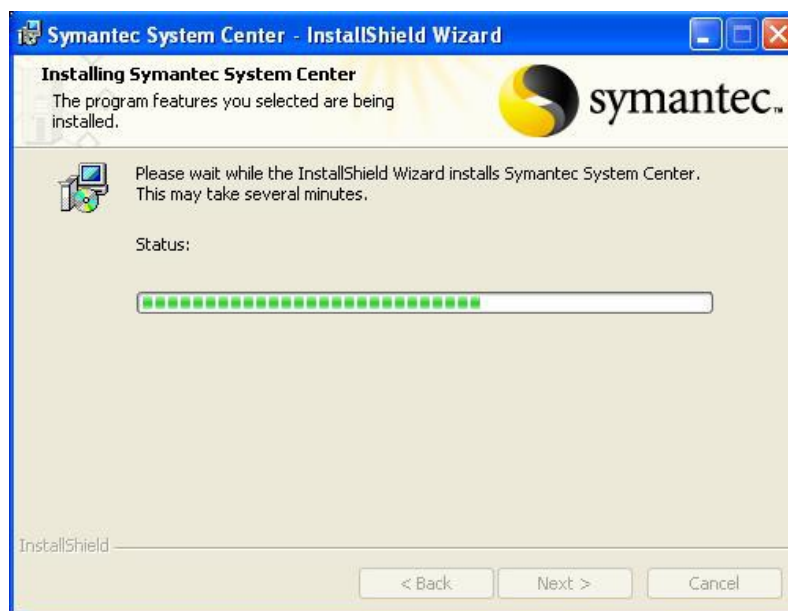 Symantec System Center - InstallShield Wizard
Installing Symantec System Center
The program features you selected are being
installed.
symantec™
Please wait while the InstallShield Wizard installs Symantec System Center.
This may take several minutes.
Status:
InstallShield
< Back Next > Cancel